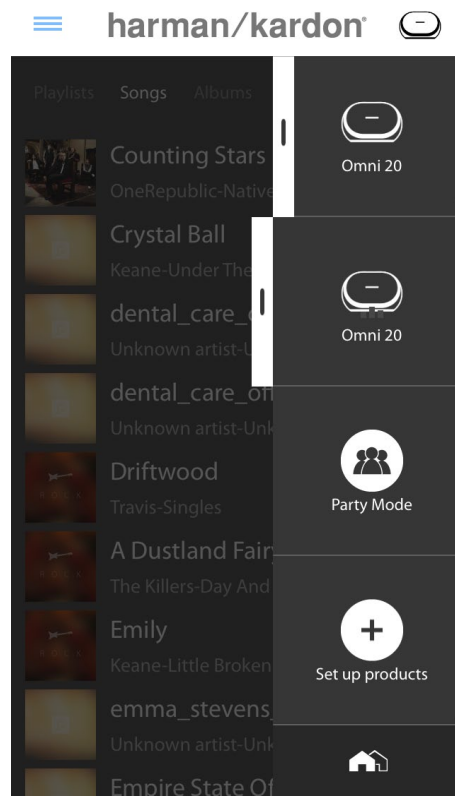 harman/kardon®
Playlists Songs Albums
Counting Stars
OneRepublic-Native
Crystal Ball
Keane-Under The
dental_care_
Unknown artist-
dental_care_off
Unknown artist-Unk
Driftwood
Travis-Singles
A Dustland Fair
The Killers-Day And
Emily
Keane-Little Broken
emma_stevens_
Unknown artist-Unk
Empire State Of
Omni 20
Omni 20
Party Mode
Set up products